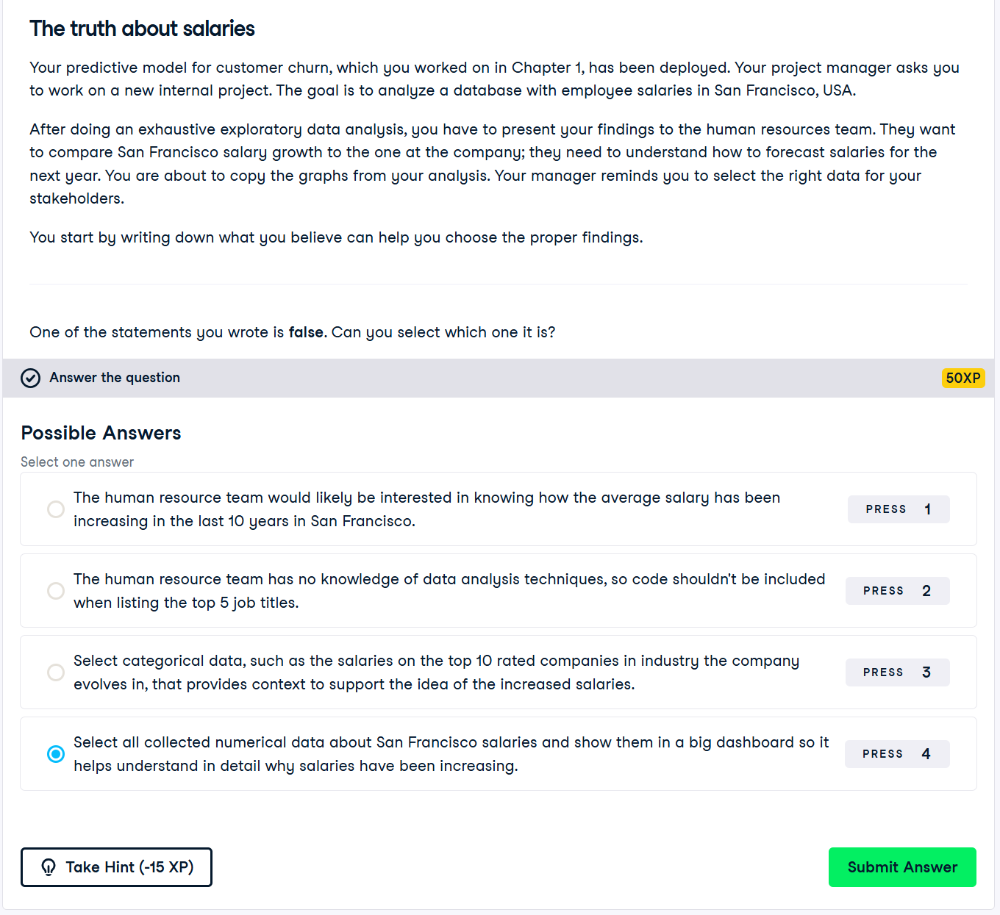 The truth about salaries
Your predictive model for customer churn, which you worked on in Chapter 1, has been deployed. Your project manager asks you
to work on a new internal project. The goal is to analyze a database with employee salaries in San Francisco, USA.
After doing an exhaustive exploratory data analysis, you have to present your findings to the human resources team. They want
to compare San Francisco salary growth to the one at the company; they need to understand how to forecast salaries for the
next year. You are about to copy the graphs from your analysis. Your manager reminds you to select the right data for your
stakeholders.
You start by writing down what you believe can help you choose the proper findings.
One of the statements you wrote is false. Can you select which one it is?
Answer the question
50XP
Possible Answers
Select one answer
The human resource team would likely be interested in knowing how the average salary has been
increasing in the last 10 years in San Francisco.
PRESS 1
The human resource team has no knowledge of data analysis techniques, so code shouldn't be included
when listing the top 5 job titles.
PRESS 2
Select categorical data, such as the salaries on the top 10 rated companies in industry the company
evolves in, that provides context to support the idea of the increased salaries.
PRESS 3
Select all collected numerical data about San Francisco salaries and show them in a big dashboard so it
helps understand in detail why salaries have been increasing.
PRESS 4
Take Hint (-15 XP)
Submit Answer